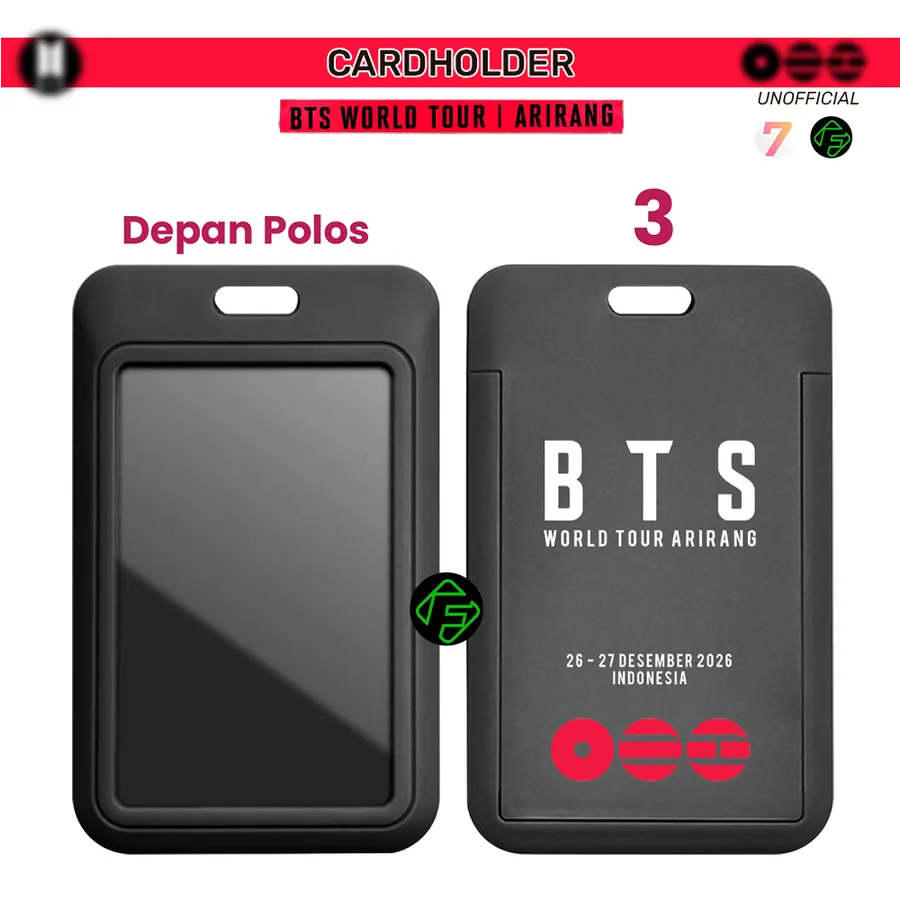 CARDHOLDER
BTS WORLD TOUR | ARIRANG
UNOFFICIAL
7
Depan Polos
3
BTS
WORLD TOUR ARIRANG
26 - 27 DESEMBER 2026
INDONESIA